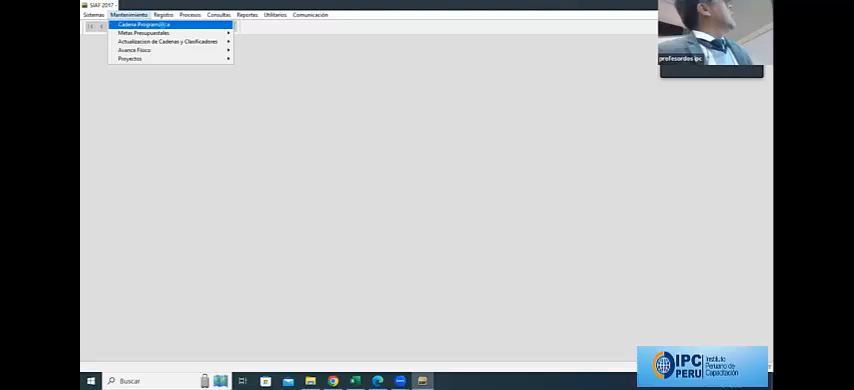 SIAF 2017 -
Sistemas Mantenimiento Registro Procesos Consultas Reportes Utilitarios Comunicación
Cadena Programática
Metas Presupuestales
Actualizacion de Cadenas y Clasificadores
Avance Físico
Proyectos
profesordos ipc
IPC PERU
Instituto
Peruano de
Capacitación
Buscar